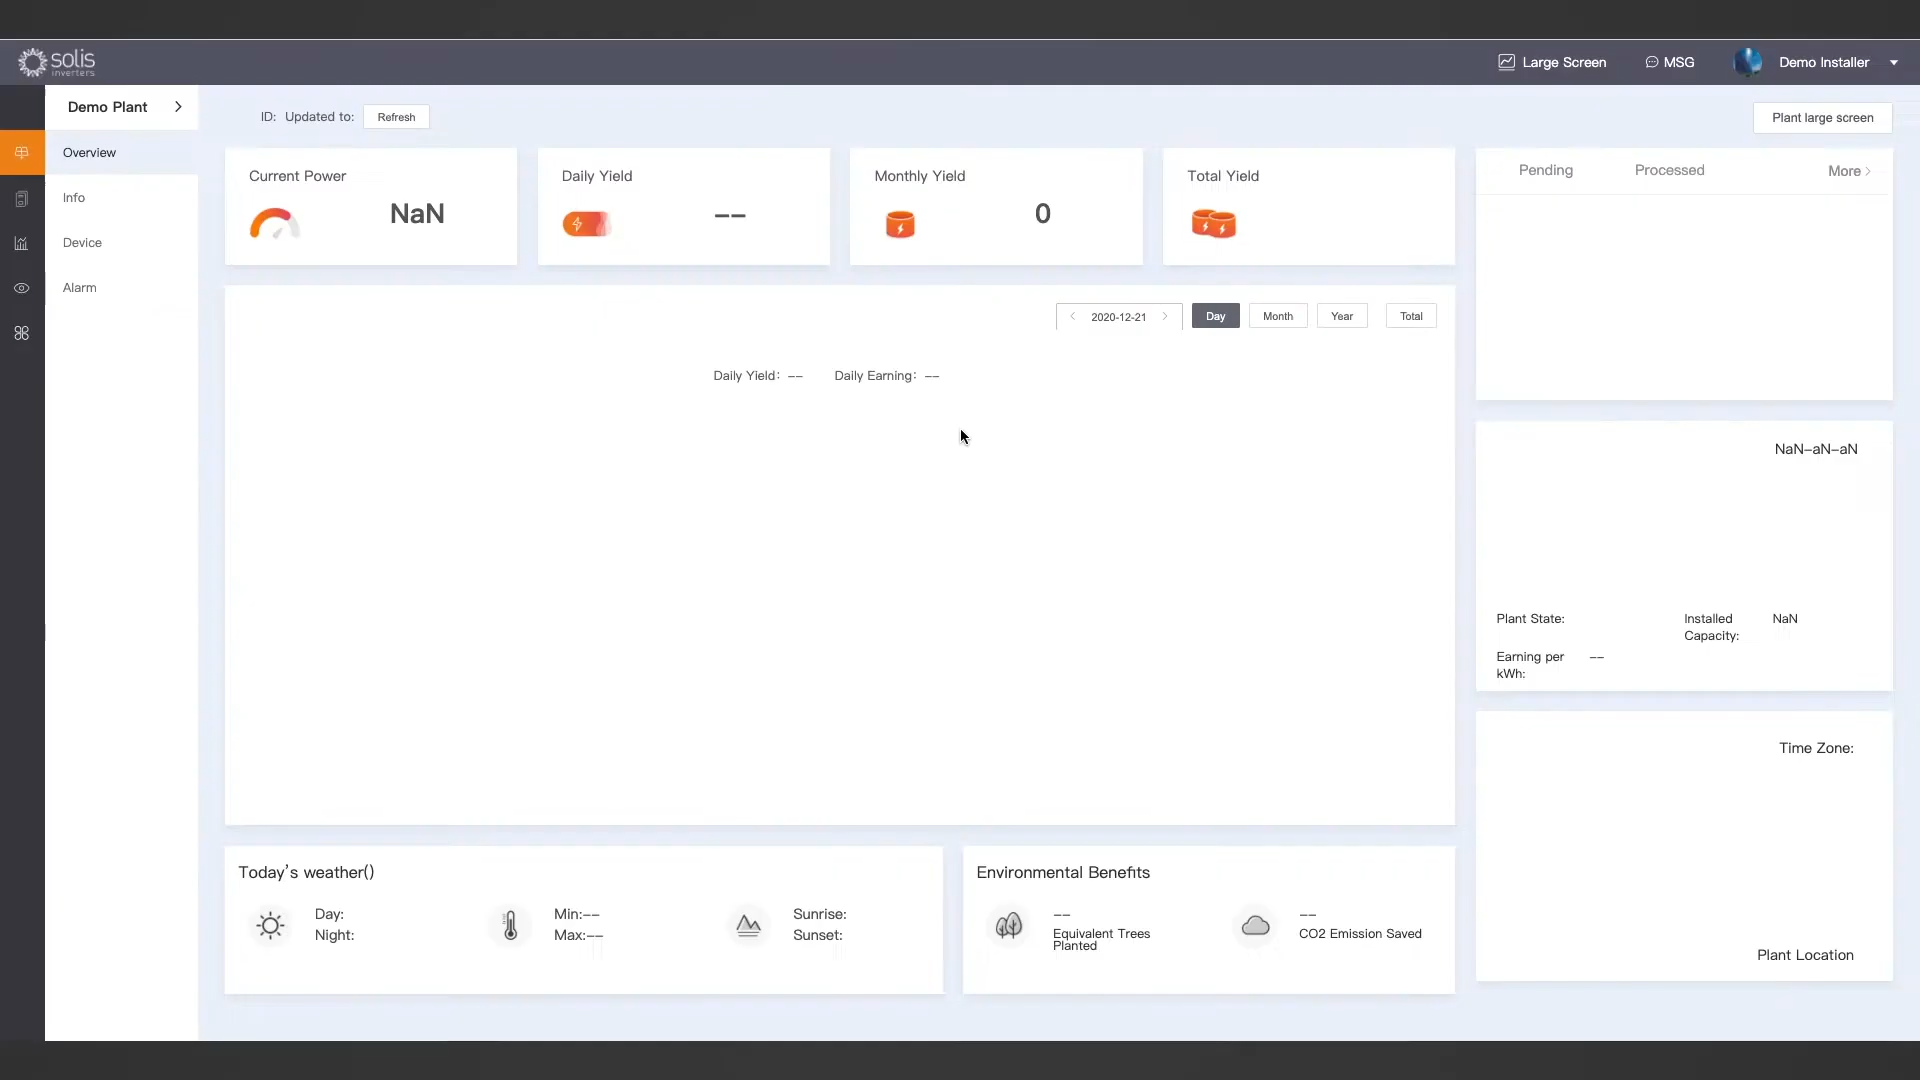 solis
inverters
Large Screen
MSG
Demo Installer
Demo Plant
Overview
Info
Device
Alarm
ID: Updated to: Refresh
Plant large screen
Current Power
NaN
Daily Yield
--
Monthly Yield
0
Total Yield
Pending Processed More
2020-12-21 Day Month Year Total
Daily Yield: -- Daily Earning: --
NaN-aN-aN
Plant State:
Installed
Capacity:
NaN
Earning per
kWh:
--
Time Zone:
Plant Location
Today's weather()
Day:
Night:
Min:--
Max:--
Sunrise:
Sunset:
Environmental Benefits
--
Equivalent Trees
Planted
--
CO2 Emission Saved